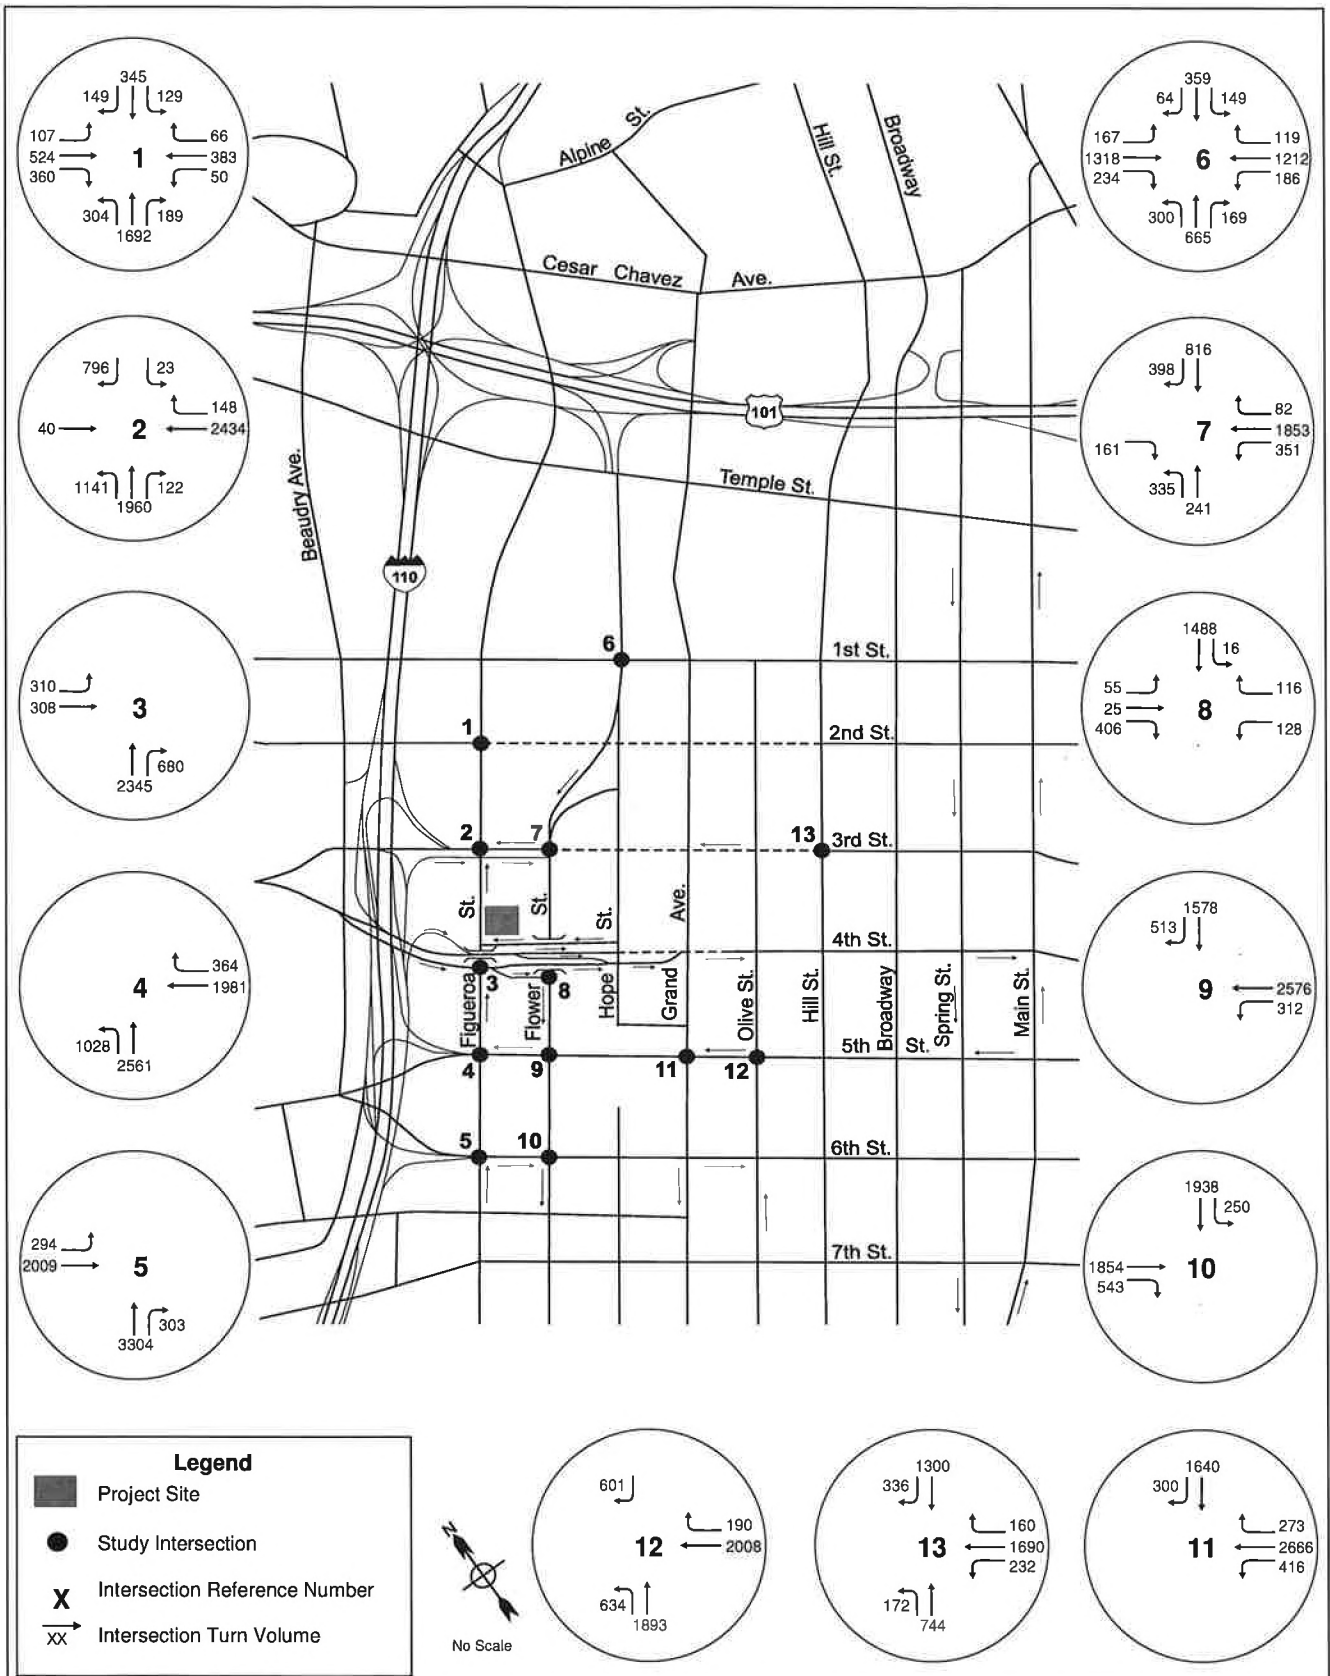 345
149 129
107 66
524 1 383
360 50
304 189
1692
359
64 149
167 119
1318 6 1212
234 186
300 169
665
Alpine St.
Hill St.
Broadway
Cesar Chavez Ave.
101
Temple St.
Beaudry Ave.
110
796 23
148
40 2 2434
1141 122
1960
816
398
82
7 1853
161 351
335
241
310
308 3
680
2345
1488
16
55 116
25 8
406 128
6
1st St.
1
2nd St.
2 7 13
3rd St.
St. St. St. Ave.
4th St.
3 8
Figueroa Flower Hope Grand Olive St. Hill St. Broadway Spring St. Main St.
5th St.
4 9 11 12
5 10
6th St.
7th St.
364
4 1981
1028
2561
1578
513
9 2576
312
294
2009 5
303
3304
1938
250
1854 10
543
Legend
Project Site
Study Intersection
X Intersection Reference Number
XX Intersection Turn Volume
N
No Scale
601
190
12 2008
634
1893
1300
336
160
13 1690
232
172
744
1640
300
273
11 2666
416